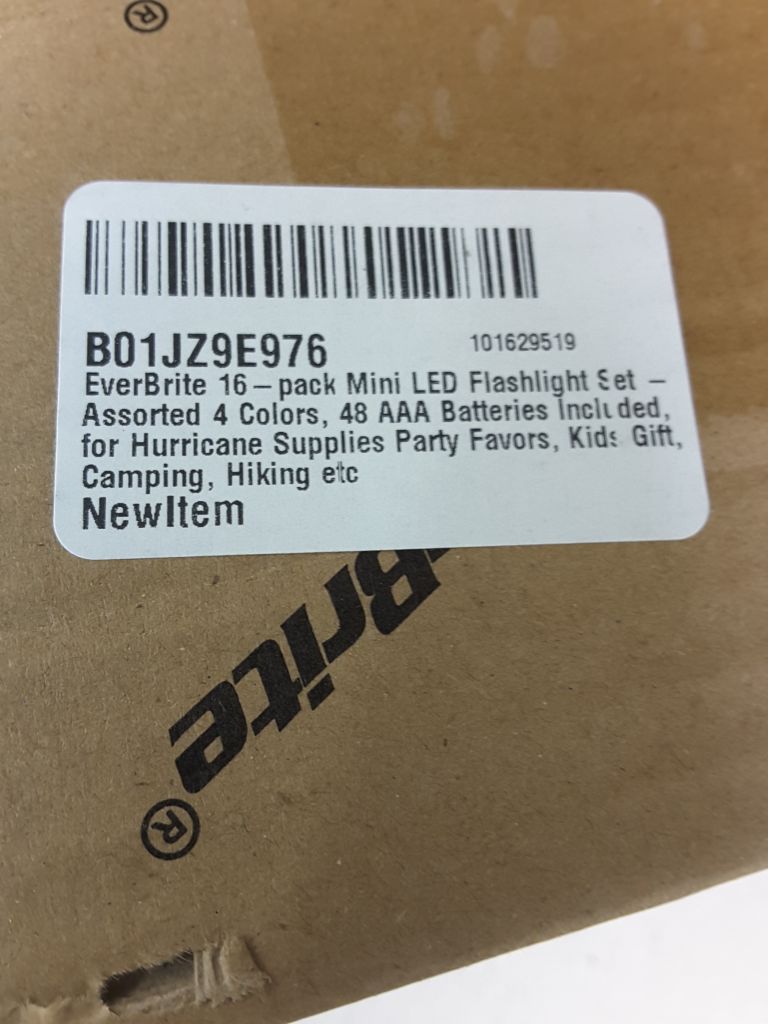 ®
B01JZ9E976 101629519
EverBrite 16–pack Mini LED Flashlight Set –
Assorted 4 Colors, 48 AAA Batteries Included,
for Hurricane Supplies Party Favors, Kids Gift,
Camping, Hiking etc
NewItem
Brite®